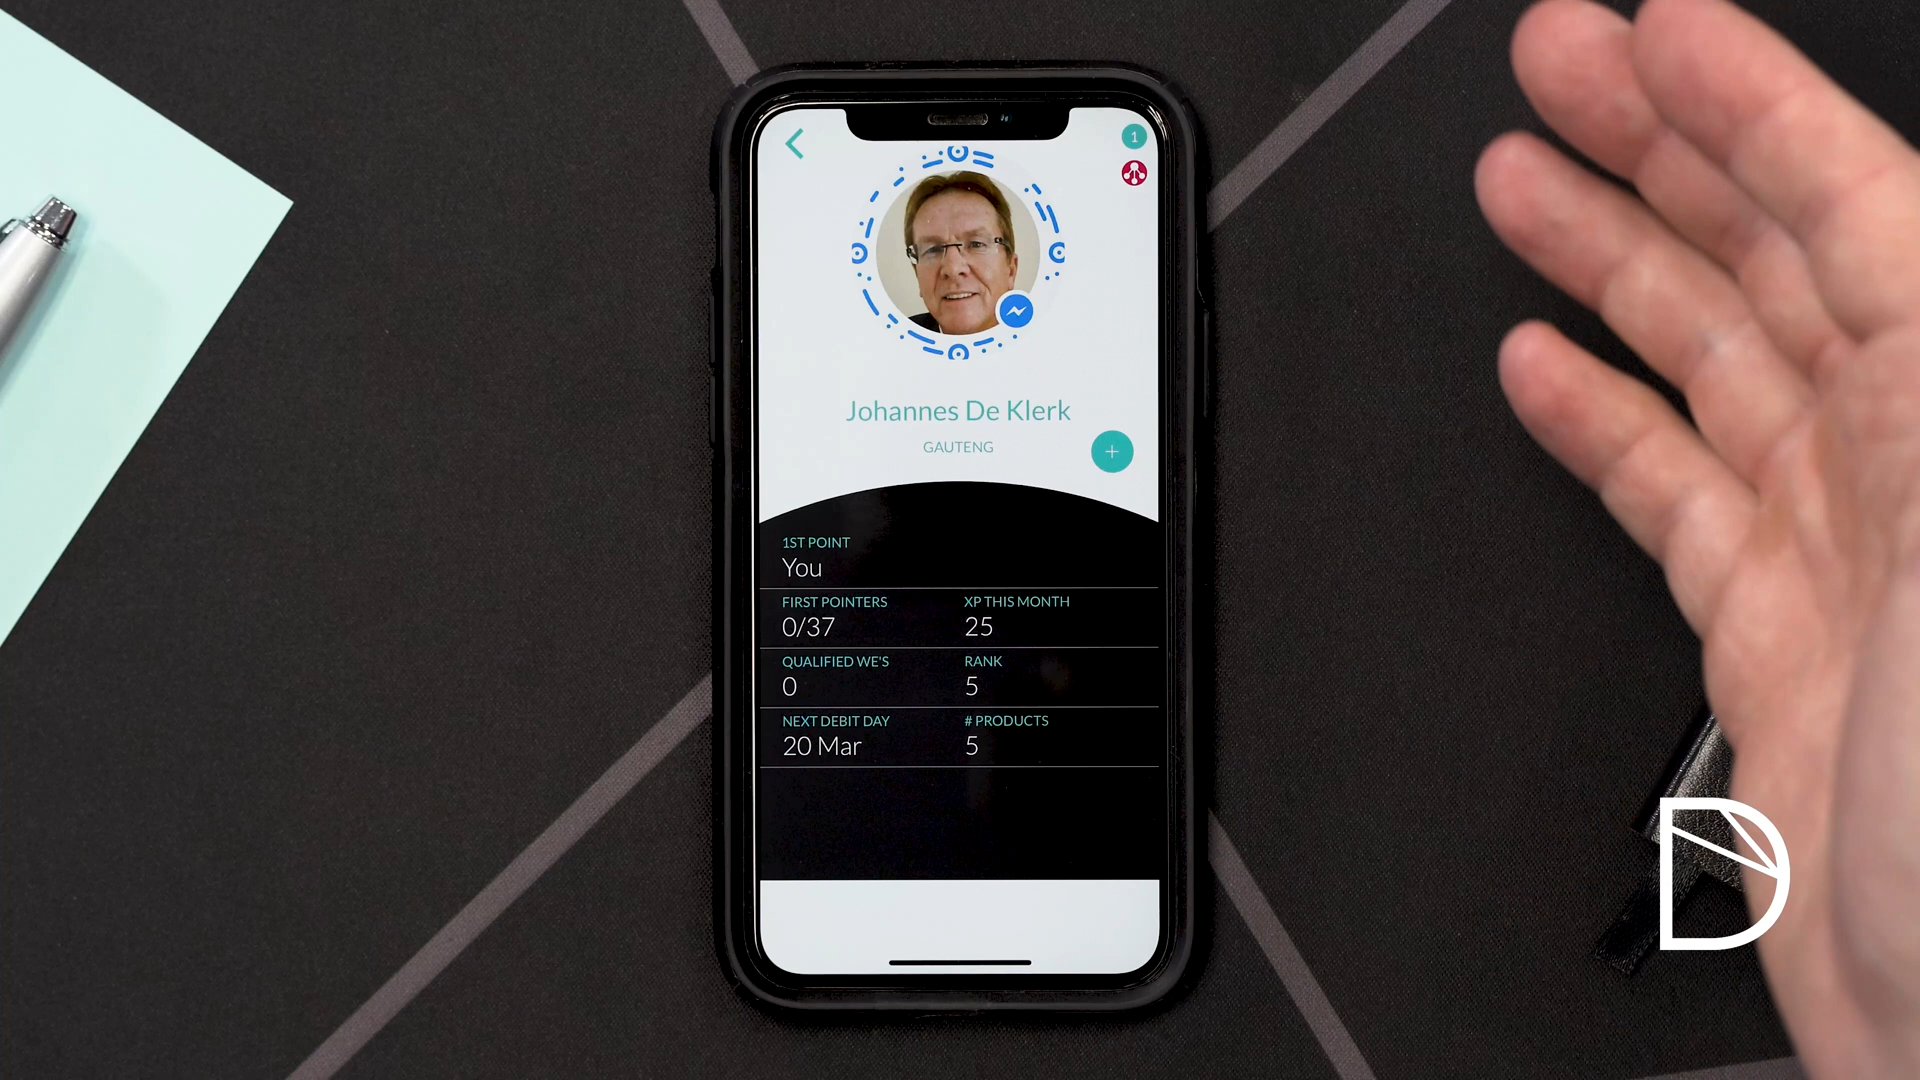 1
Johannes De Klerk
GAUTENG
+
1ST POINT
You
FIRST POINTERS
0/37
XP THIS MONTH
25
QUALIFIED WE'S
0
RANK
5
NEXT DEBIT DAY
20 Mar
# PRODUCTS
5
D